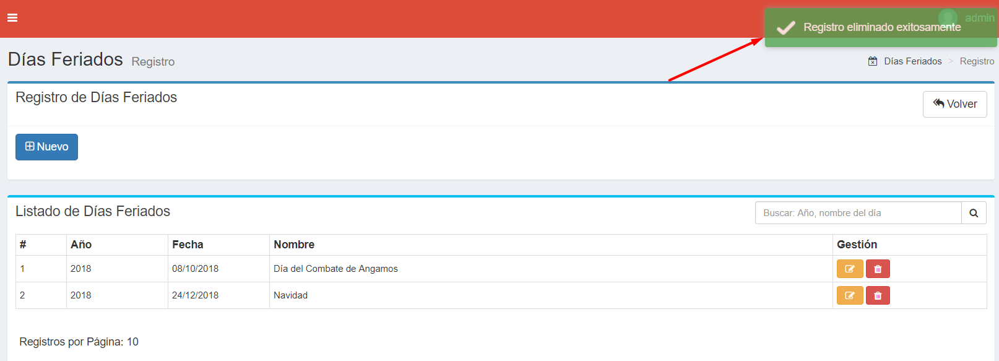 admin
Registro eliminado exitosamente
Días Feriados Registro
Días Feriados > Registro
Registro de Días Feriados
Volver
Nuevo
Listado de Días Feriados
Buscar: Año, nombre del día
# Año Fecha Nombre Gestión
1 2018 08/10/2018 Día del Combate de Angamos
2 2018 24/12/2018 Navidad
Registros por Página: 10